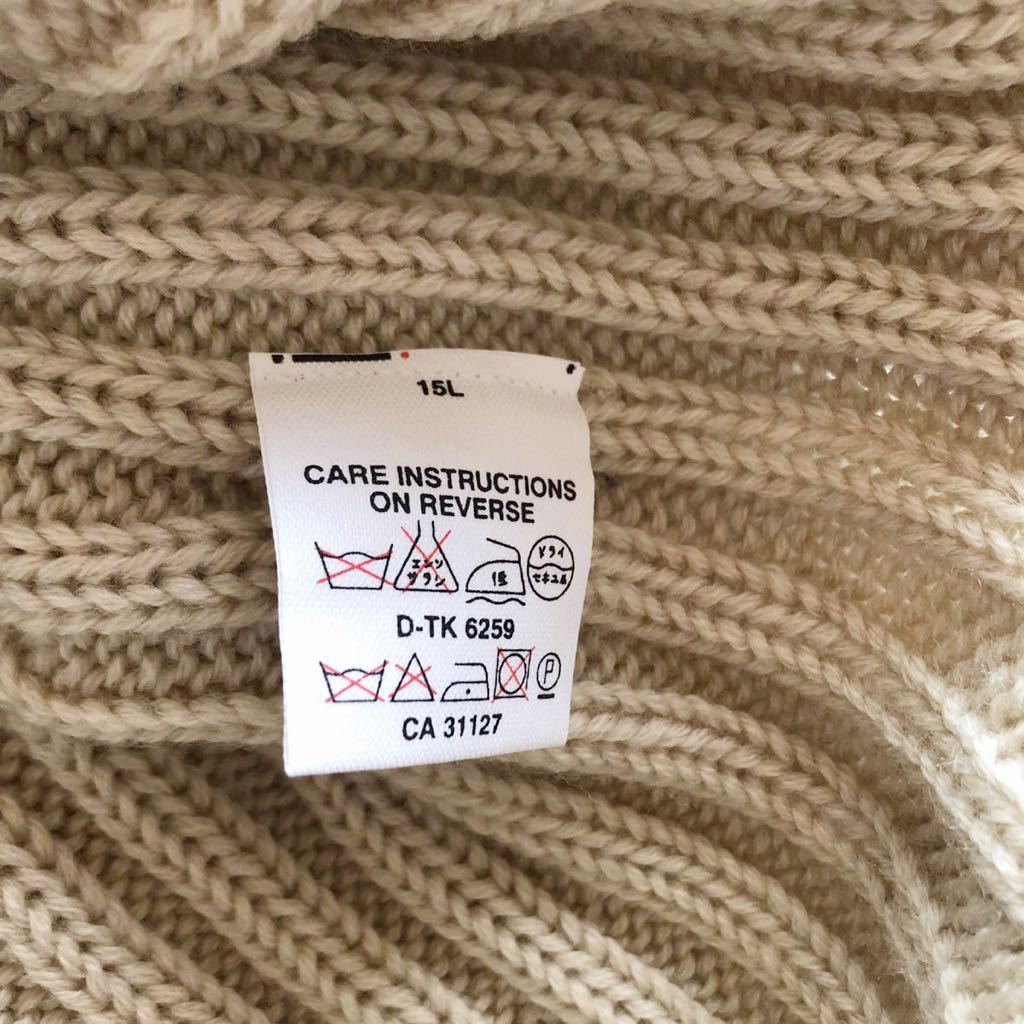 15L
CARE INSTRUCTIONS
ON REVERSE
エンソ サラシ 低 ドライ セキユ系
D-TK 6259
P
CA 31127